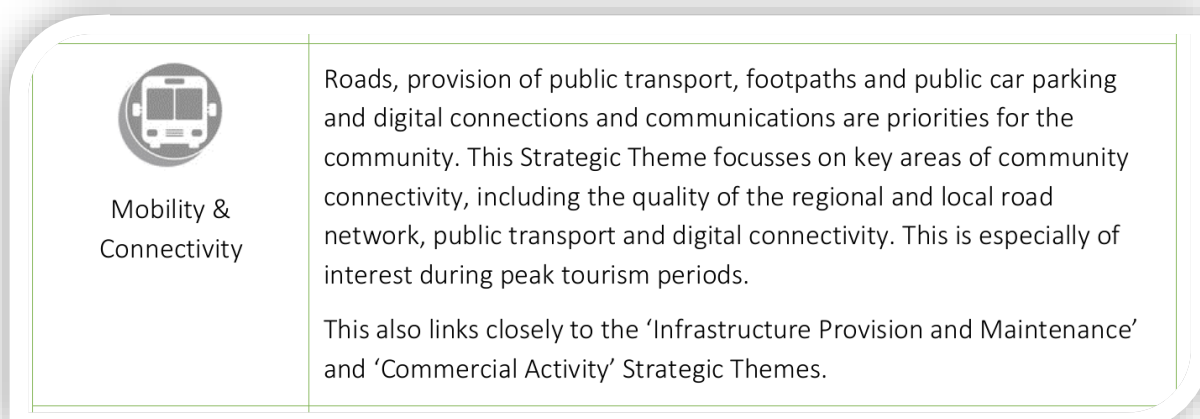 Mobility &
Connectivity
Roads, provision of public transport, footpaths and public car parking
and digital connections and communications are priorities for the
community. This Strategic Theme focusses on key areas of community
connectivity, including the quality of the regional and local road
network, public transport and digital connectivity. This is especially of
interest during peak tourism periods.
This also links closely to the ‘Infrastructure Provision and Maintenance’
and ‘Commercial Activity’ Strategic Themes.